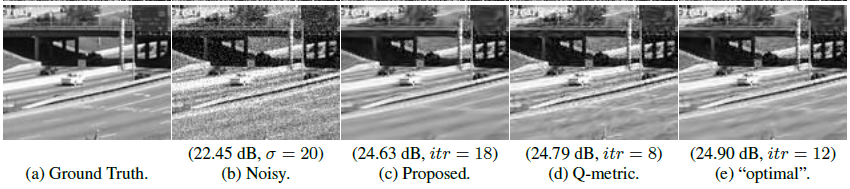 (22.45 dB, σ = 20) (24.63 dB, itr = 18) (24.79 dB, itr = 8) (24.90 dB, itr = 12)
(a) Ground Truth. (b) Noisy. (c) Proposed. (d) Q-metric. (e) “optimal”.